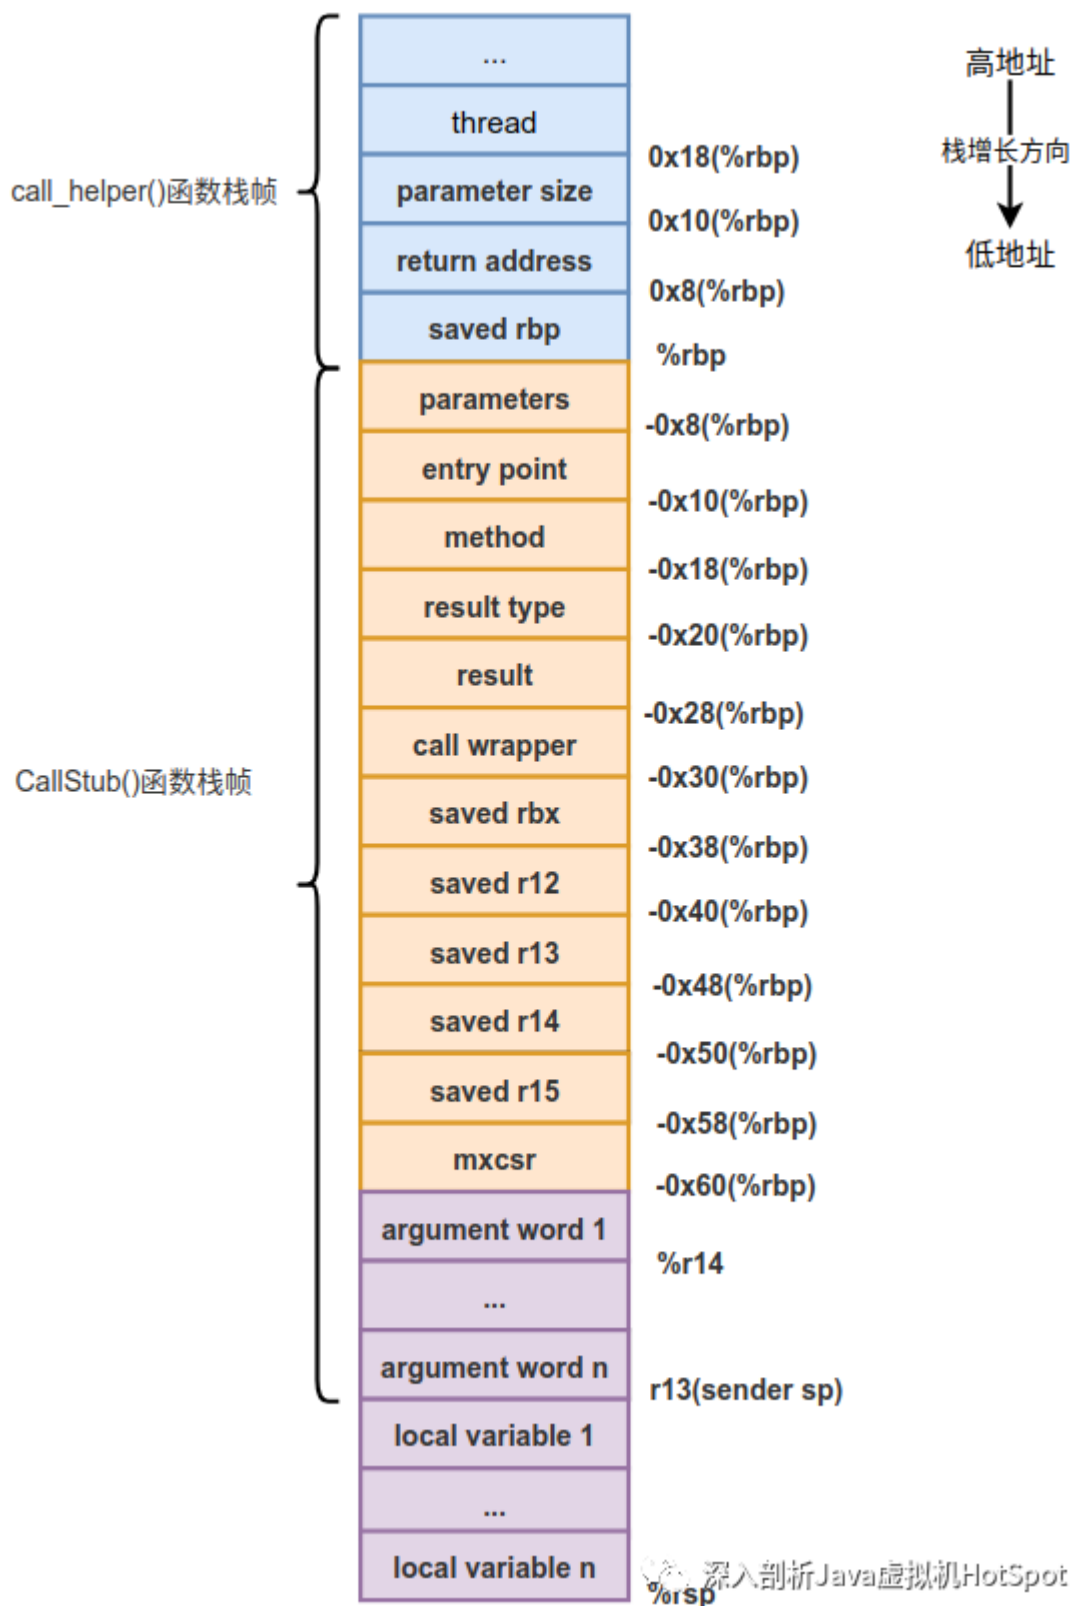 ...
高地址
thread
栈增长方向
0x18(%rbp)
call_helper()函数栈帧
parameter size
0x10(%rbp)
低地址
return address
0x8(%rbp)
saved rbp
%rbp
parameters
-0x8(%rbp)
entry point
-0x10(%rbp)
method
-0x18(%rbp)
result type
-0x20(%rbp)
result
-0x28(%rbp)
call wrapper
-0x30(%rbp)
CallStub()函数栈帧
saved rbx
-0x38(%rbp)
saved r12
-0x40(%rbp)
saved r13
-0x48(%rbp)
saved r14
-0x50(%rbp)
saved r15
-0x58(%rbp)
mxcsr
-0x60(%rbp)
argument word 1
%r14
...
argument word n
r13(sender sp)
local variable 1
...
local variable n
深入剖析Java虚拟机HotSpot
%rsp